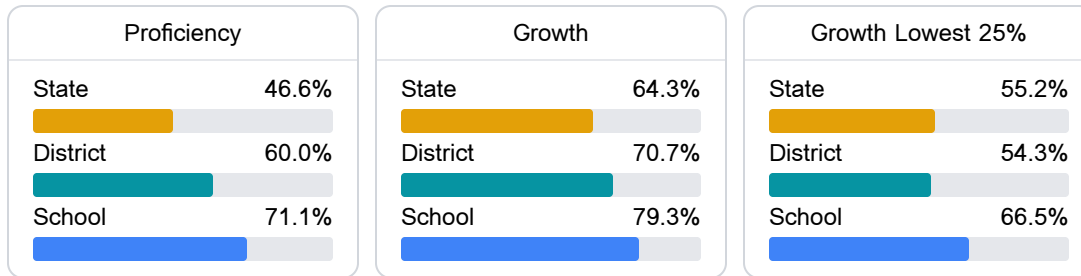 Proficiency
State 46.6%
District 60.0%
School 71.1%
Growth
State 64.3%
District 70.7%
School 79.3%
Growth Lowest 25%
State 55.2%
District 54.3%
School 66.5%